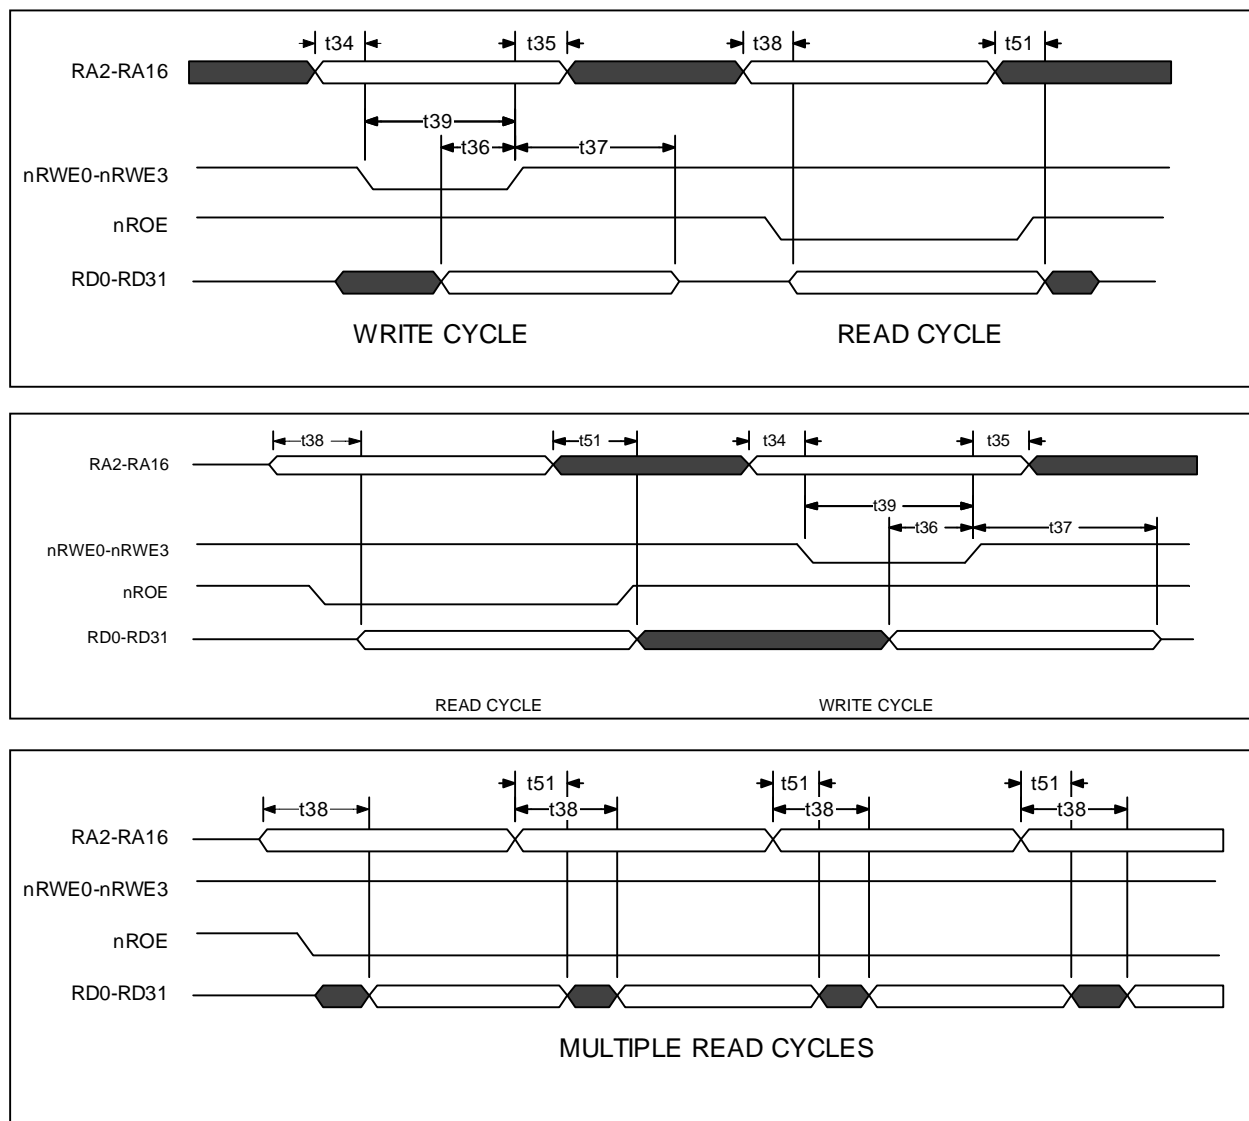 t34 t35 t38 t51
RA2-RA16
t39
t36 t37
nRWE0-nRWE3
nROE
RD0-RD31
WRITE CYCLE READ CYCLE
t38 t51 t34 t35
RA2-RA16
t39
t36 t37
nRWE0-nRWE3
nROE
RD0-RD31
READ CYCLE WRITE CYCLE
t51 t51 t51
t38 t38 t38 t38
RA2-RA16
nRWE0-nRWE3
nROE
RD0-RD31
MULTIPLE READ CYCLES